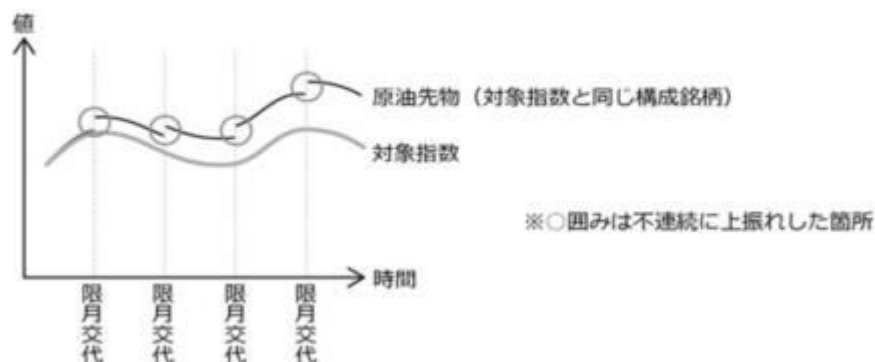 値
原油先物（対象指数と同じ構成銘柄）
対象指数
※○囲みは不連続に上振れした箇所
時間
限月交代
限月交代
限月交代
限月交代